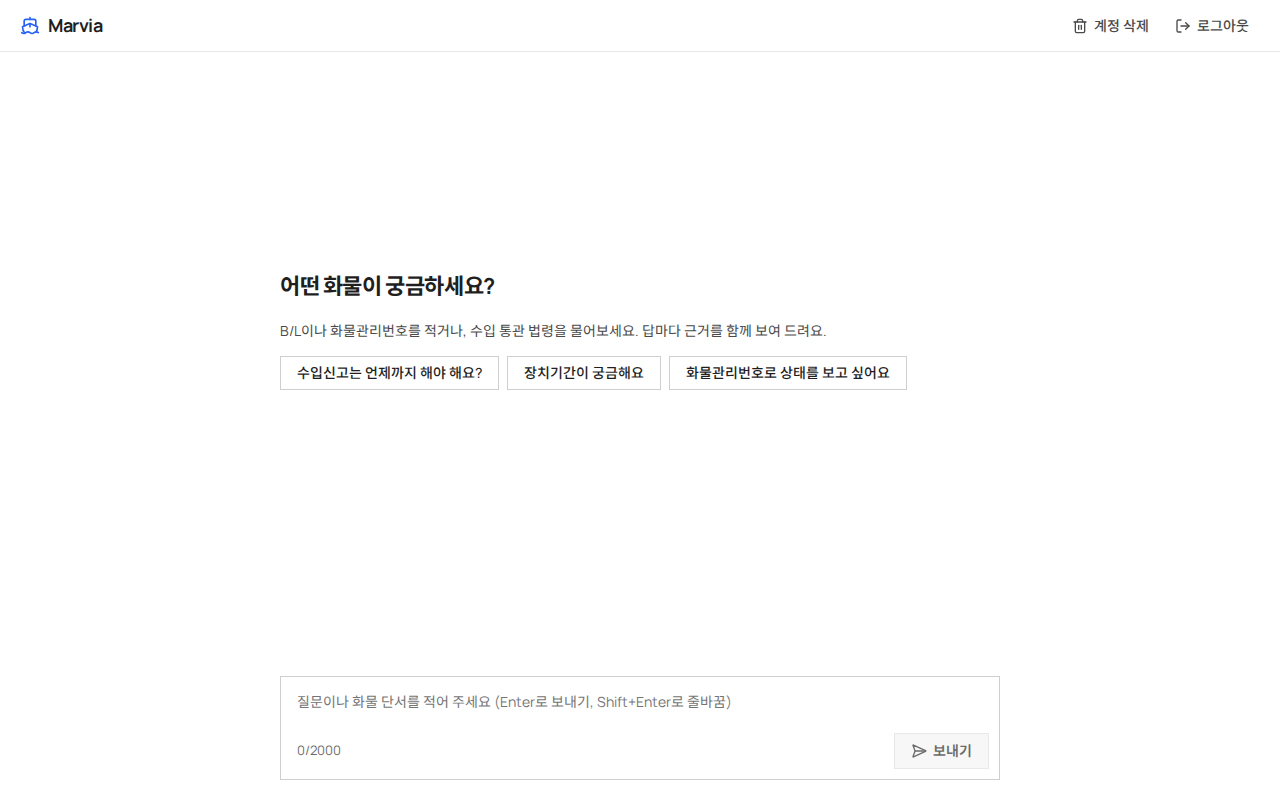 Marvia
계정 삭제
로그아웃
어떤 화물이 궁금하세요?
B/L이나 화물관리번호를 적거나, 수입 통관 법령을 물어보세요. 답마다 근거를 함께 보여 드려요.
수입신고는 언제까지 해야 해요?
장치기간이 궁금해요
화물관리번호로 상태를 보고 싶어요
질문이나 화물 단서를 적어 주세요 (Enter로 보내기, Shift+Enter로 줄바꿈)
0/2000
보내기